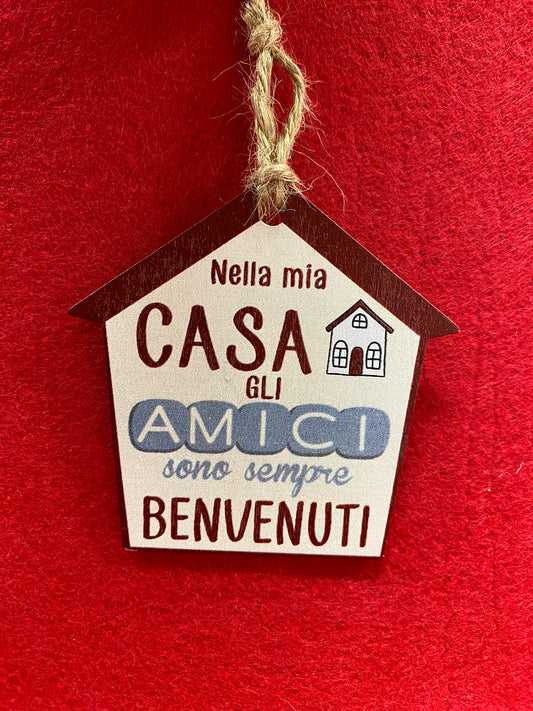 Nella mia
CASA
GLI
AMICI
sono sempre
BENVENUTI